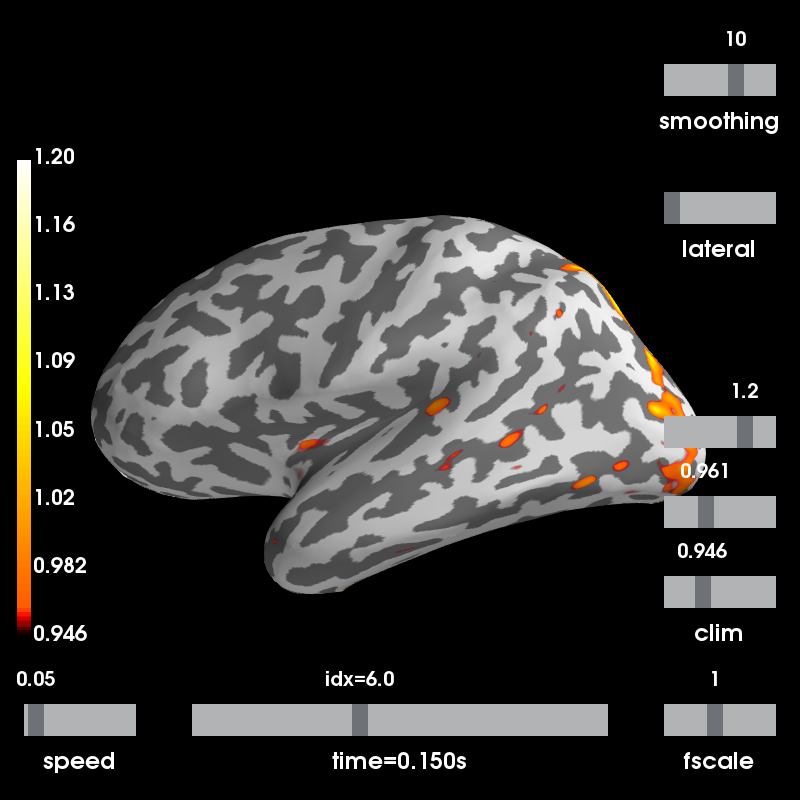 10
smoothing
1.20
1.16
lateral
1.13
1.09
1.2
1.05
0.961
1.02
0.982
0.946
0.946
clim
0.05
idx=6.0
1
speed
time=0.150s
fscale